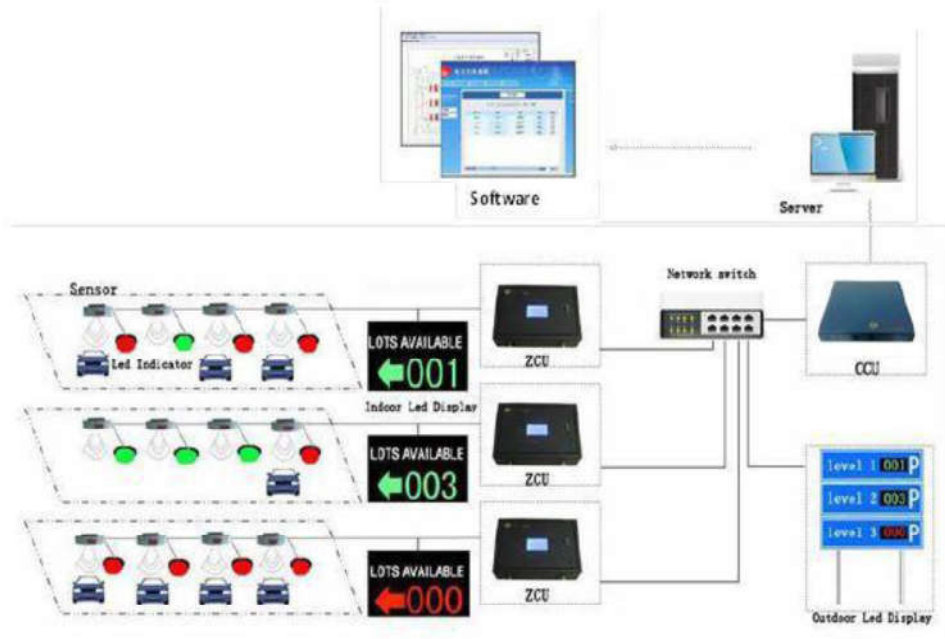 Software
Server
Network switch
Sensor
Led Indicator
LOTS AVAILABLE
001
ZCU
CCU
Indoor Led Display
LOTS AVAILABLE
003
ZCU
level 1 001 P
level 2 003 P
level 3 000 P
LOTS AVAILABLE
000
ZCU
Outdoor Led Display